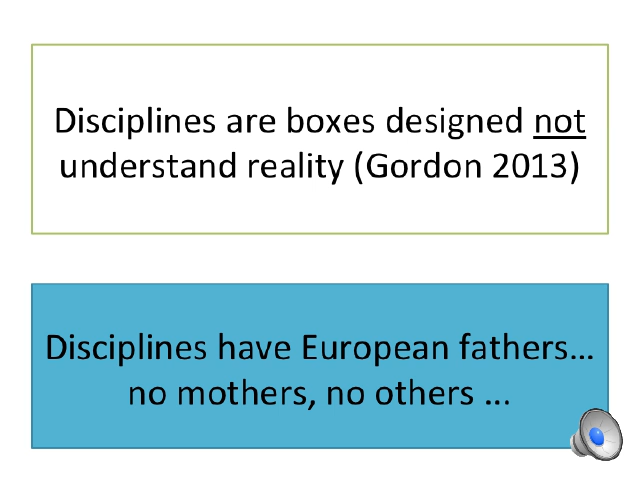 Disciplines are boxes designed not
understand reality (Gordon 2013)
Disciplines have European fathers…
no mothers, no others ...